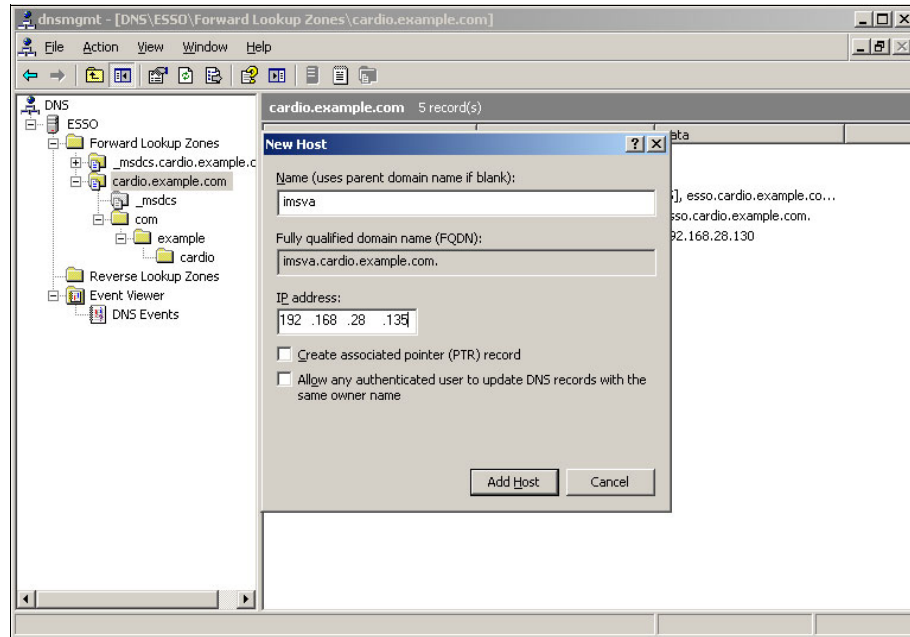 dnsmgmt - [DNS\ESSO\Forward Lookup Zones\cardio.example.com]
File Action View Window Help
DNS
ESSO
Forward Lookup Zones
_msdcs.cardio.example.c
cardio.example.com
_msdcs
com
example
cardio
Reverse Lookup Zones
Event Viewer
DNS Events
cardio.example.com 5 record(s)
ata
], esso.cardio.example.co...
sso.cardio.example.com.
92.168.28.130
New Host
Name (uses parent domain name if blank):
imsva
Fully qualified domain name (FQDN):
imsva.cardio.example.com.
IP address:
192 .168 .28 .135
Create associated pointer (PTR) record
Allow any authenticated user to update DNS records with the
same owner name
Add Host
Cancel